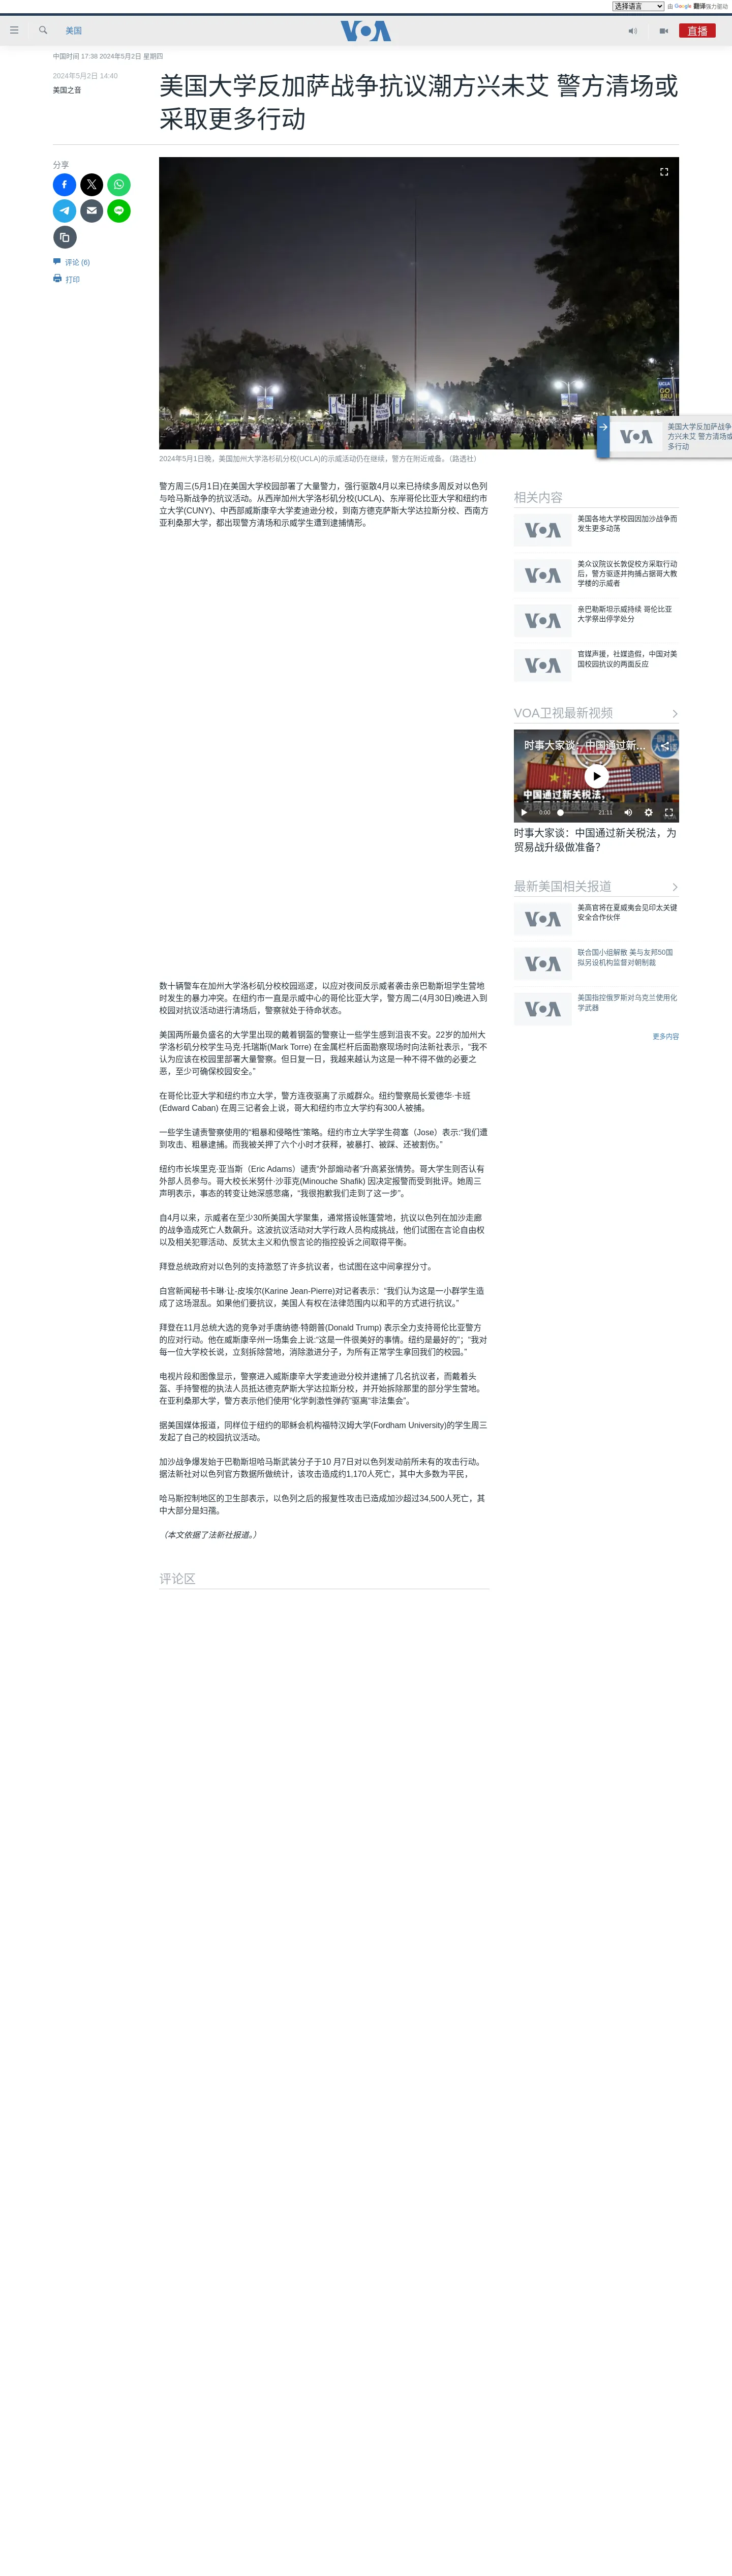 选择语言 由 Google 翻译强力驱动
美国
VOA
直播
中国时间 17:38 2024年5月2日 星期四
2024年5月2日 14:40
美国之音
美国大学反加萨战争抗议潮方兴未艾 警方清场或
采取更多行动
分享
评论 (6)
打印
2024年5月1日晚，美国加州大学洛杉矶分校(UCLA)的示威活动仍在继续，警方在附近戒备。（路透社）
VOA
美国大学反加萨战争
方兴未艾 警方清场或
多行动
警方周三(5月1日)在美国大学校园部署了大量警力，强行驱散4月以来已持续多周反对以色列
与哈马斯战争的抗议活动。从西岸加州大学洛杉矶分校(UCLA)、东岸哥伦比亚大学和纽约市
立大学(CUNY)、中西部威斯康辛大学麦迪逊分校，到南方德克萨斯大学达拉斯分校、西南方
亚利桑那大学，都出现警方清场和示威学生遭到逮捕情形。
数十辆警车在加州大学洛杉矶分校校园巡逻，以应对夜间反示威者袭击亲巴勒斯坦学生营地
时发生的暴力冲突。在纽约市一直是示威中心的哥伦比亚大学，警方周二(4月30日)晚进入到
校园对抗议活动进行清场后，警察就处于待命状态。
美国两所最负盛名的大学里出现的戴着钢盔的警察让一些学生感到沮丧不安。22岁的加州大
学洛杉矶分校学生马克·托瑞斯(Mark Torre) 在金属栏杆后面勘察现场时向法新社表示，“我不
认为应该在校园里部署大量警察。但日复一日，我越来越认为这是一种不得不做的必要之
恶，至少可确保校园安全。”
在哥伦比亚大学和纽约市立大学，警方连夜驱离了示威群众。纽约警察局长爱德华·卡班
(Edward Caban) 在周三记者会上说，哥大和纽约市立大学约有300人被捕。
一些学生谴责警察使用的“粗暴和侵略性”策略。纽约市立大学学生荷塞（Jose）表示:“我们遭
到攻击、粗暴逮捕。而我被关押了六个小时才获释，被暴打、被踩、还被割伤。”
纽约市长埃里克·亚当斯（Eric Adams）谴责“外部煽动者”升高紧张情势。哥大学生则否认有
外部人员参与。哥大校长米努什·沙菲克(Minouche Shafik) 因决定报警而受到批评。她周三
声明表示，事态的转变让她深感悲痛，“我很抱歉我们走到了这一步”。
自4月以来，示威者在至少30所美国大学聚集，通常搭设帐篷营地，抗议以色列在加沙走廊
的战争造成死亡人数飙升。这波抗议活动对大学行政人员构成挑战，他们试图在言论自由权
以及相关犯罪活动、反犹太主义和仇恨言论的指控投诉之间取得平衡。
拜登总统政府对以色列的支持激怒了许多抗议者，也试图在这中间拿捏分寸。
白宫新闻秘书卡琳·让-皮埃尔(Karine Jean-Pierre)对记者表示：“我们认为这是一小群学生造
成了这场混乱。如果他们要抗议，美国人有权在法律范围内以和平的方式进行抗议。”
拜登在11月总统大选的竞争对手唐纳德·特朗普(Donald Trump) 表示全力支持哥伦比亚警方
的应对行动。他在威斯康辛州一场集会上说:“这是一件很美好的事情。纽约是最好的"；“我对
每一位大学校长说，立刻拆除营地，消除激进分子，为所有正常学生拿回我们的校园。”
电视片段和图像显示，警察进入威斯康辛大学麦迪逊分校并逮捕了几名抗议者，而戴着头
盔、手持警棍的执法人员抵达德克萨斯大学达拉斯分校，并开始拆除那里的部分学生营地。
在亚利桑那大学，警方表示他们使用“化学刺激性弹药”驱离“非法集会”。
据美国媒体报道，同样位于纽约的耶稣会机构福特汉姆大学(Fordham University)的学生周三
发起了自己的校园抗议活动。
加沙战争爆发始于巴勒斯坦哈马斯武装分子于10 月7日对以色列发动前所未有的攻击行动。
据法新社对以色列官方数据所做统计，该攻击造成约1,170人死亡，其中大多数为平民，
哈马斯控制地区的卫生部表示，以色列之后的报复性攻击已造成加沙超过34,500人死亡，其
中大部分是妇孺。
（本文依据了法新社报道。）
评论区
相关内容
VOA
美国各地大学校园因加沙战争而
发生更多动荡
VOA
美众议院议长敦促校方采取行动
后，警方驱逐并拘捕占据哥大教
学楼的示威者
VOA
亲巴勒斯坦示威持续 哥伦比亚
大学祭出停学处分
VOA
官媒声援，社媒造假，中国对美
国校园抗议的两面反应
VOA卫视最新视频
时事大家谈：中国通过新…
中国通过新关税法，
0:00
21:11
时事大家谈：中国通过新关税法，为
贸易战升级做准备？
最新美国相关报道
VOA
美高官将在夏威夷会见印太关键
安全合作伙伴
VOA
联合国小组解散 美与友邦50国
拟另设机构监督对朝制裁
VOA
美国指控俄罗斯对乌克兰使用化
学武器
更多内容